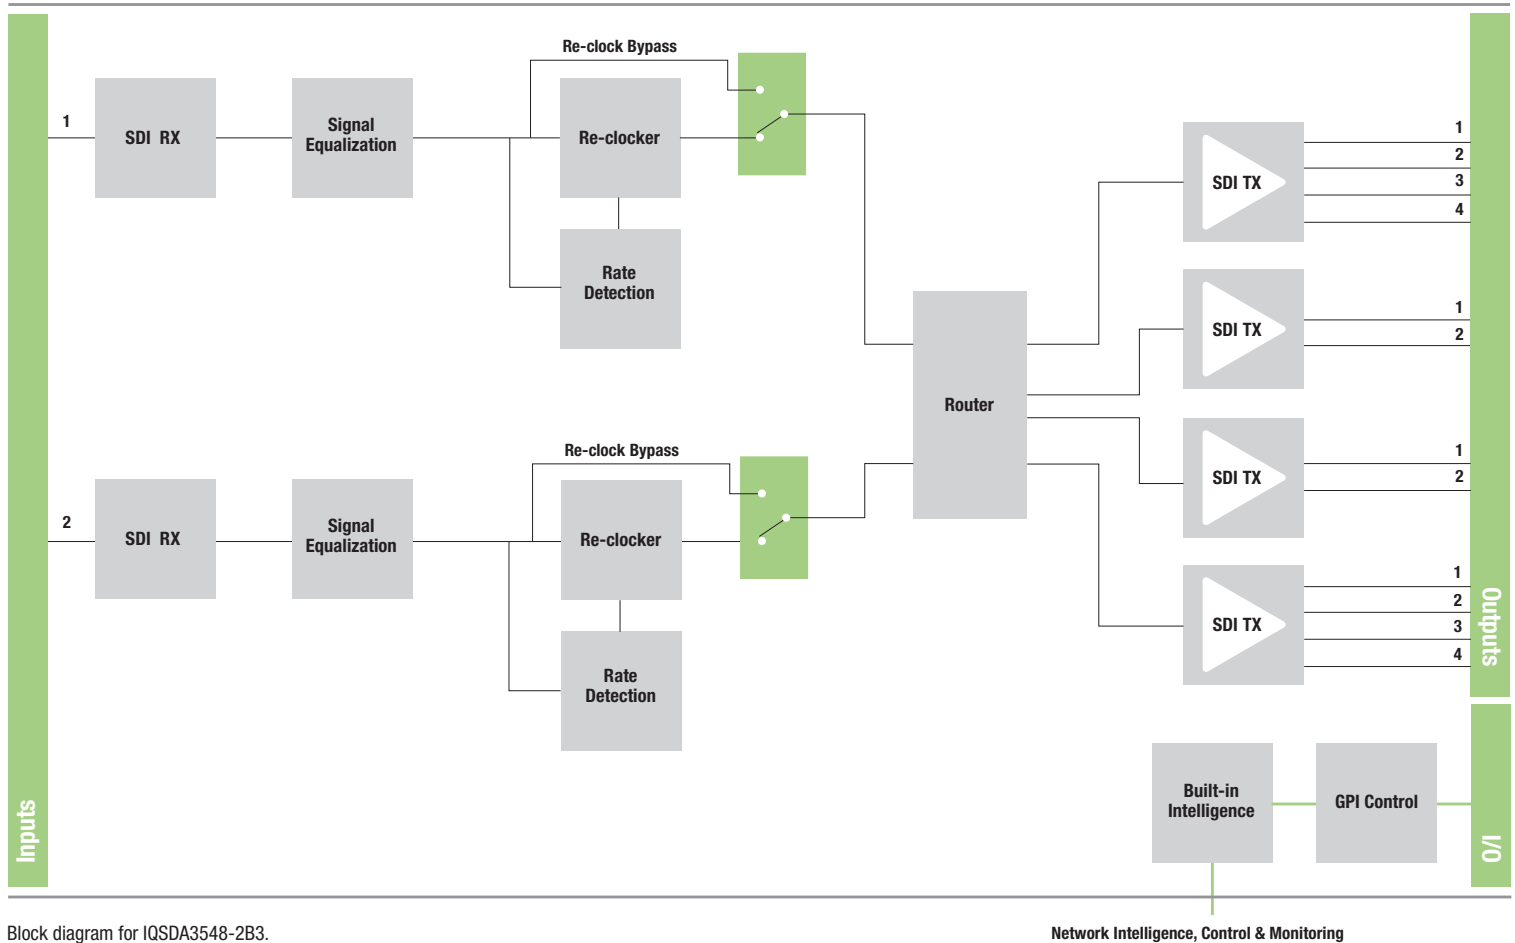 Re-clock Bypass
1
SDI RX
Signal
Equalization
Re-clocker
Rate
Detection
Re-clock Bypass
2
SDI RX
Signal
Equalization
Re-clocker
Rate
Detection
Router
SDI TX
1
2
3
4
SDI TX
1
2
SDI TX
1
2
SDI TX
1
2
3
4
Inputs
Outputs
Built-in
Intelligence
GPI Control
I/O
Block diagram for IQSDA3548-2B3.
Network Intelligence, Control & Monitoring